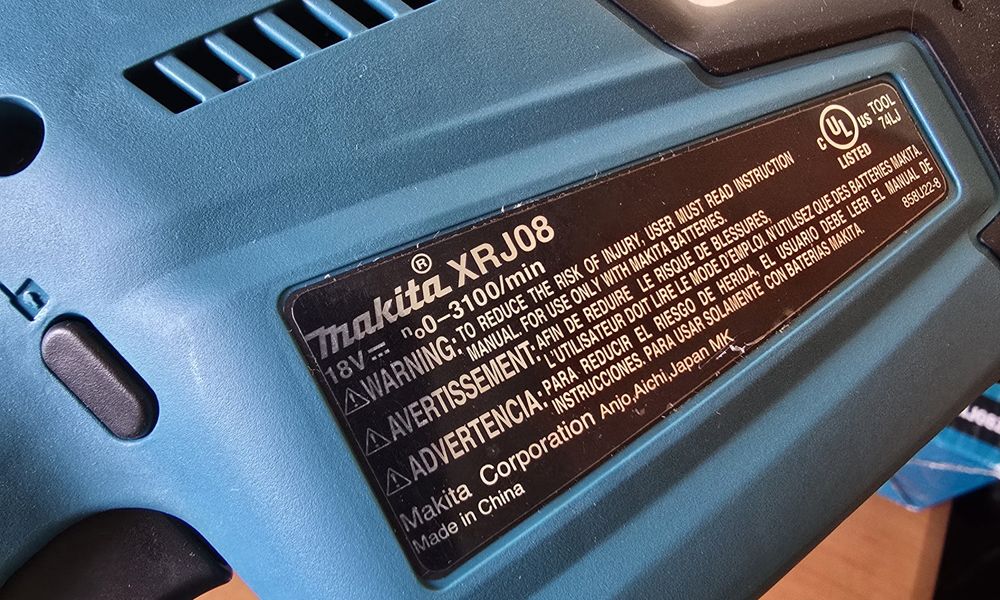 Makita® XRJ08
18V n₀0–3100/min
WARNING: TO REDUCE THE RISK OF INJURY, USER MUST READ INSTRUCTION
MANUAL. FOR USE ONLY WITH MAKITA BATTERIES.
AVERTISSEMENT: AFIN DE REDUIRE LE RISQUE DE BLESSURES,
L'UTILISATEUR DOIT LIRE LE MODE D'EMPLOI. N'UTILISEZ QUE DES BATTERIES MAKITA.
ADVERTENCIA: PARA REDUCIR EL RIESGO DE HERIDA, EL USUARIO DEBE LEER EL MANUAL DE
INSTRUCCIONES. PARA USAR SOLAMENTE CON BATERIAS MAKITA.
858U22-8
Makita Corporation Anjo,Aichi,Japan MK
Made in China
C UL US TOOL
LISTED 74LJ